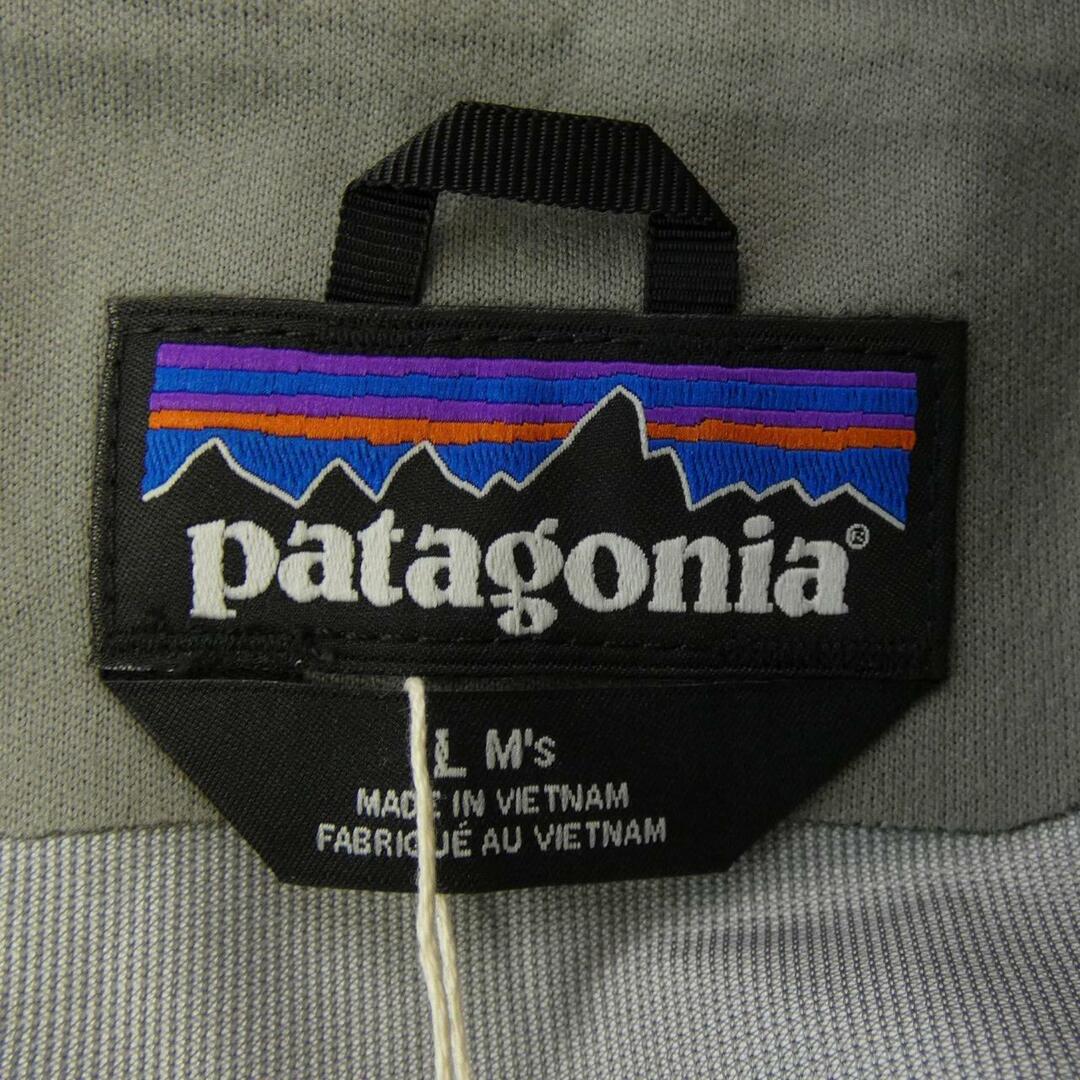 patagonia®
L M's
MADE IN VIETNAM
FABRIQUÉ AU VIETNAM